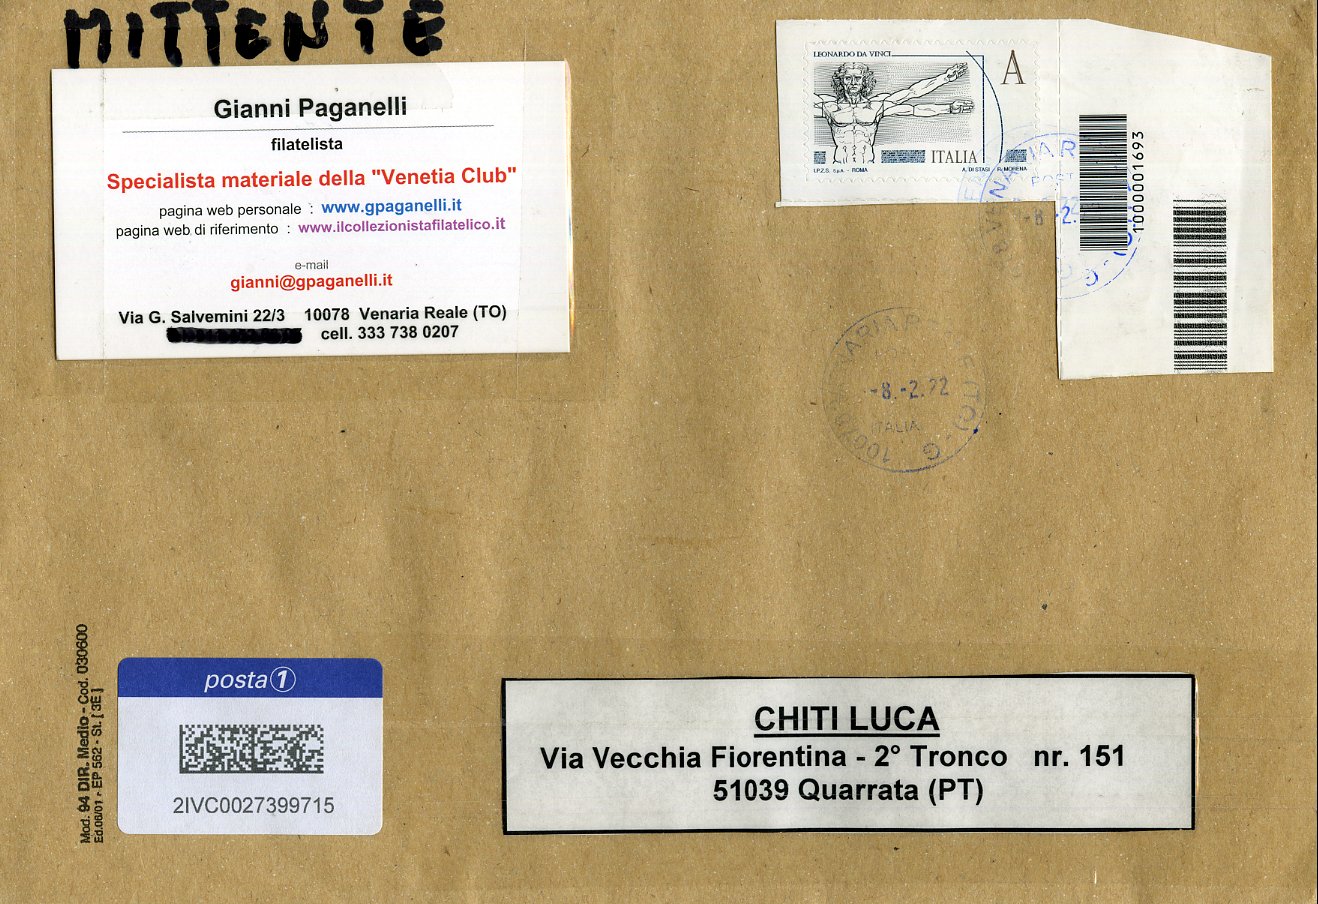 MITTENTE
Gianni Paganelli
filatelista
Specialista materiale della "Venetia Club"
pagina web personale : www.gpaganelli.it
pagina web di riferimento : www.ilcollezionistafilatelico.it
e-mail
gianni@gpaganelli.it
Via G. Salvemini 22/3 10078 Venaria Reale (TO)
cell. 333 738 0207
LEONARDO DA VINCI
A
ITALIA
I.P.Z.S. S.p.A. - ROMA A. DI STASI - R. MORENA
1000001693
-8.-2.22
ITALIA
Mod. 94 DIR. Medio - Cod. 030600
Ed.06/01 - EP 562 - St. [ 3E ]
posta 1
2IVC0027399715
CHITI LUCA
Via Vecchia Fiorentina - 2° Tronco nr. 151
51039 Quarrata (PT)